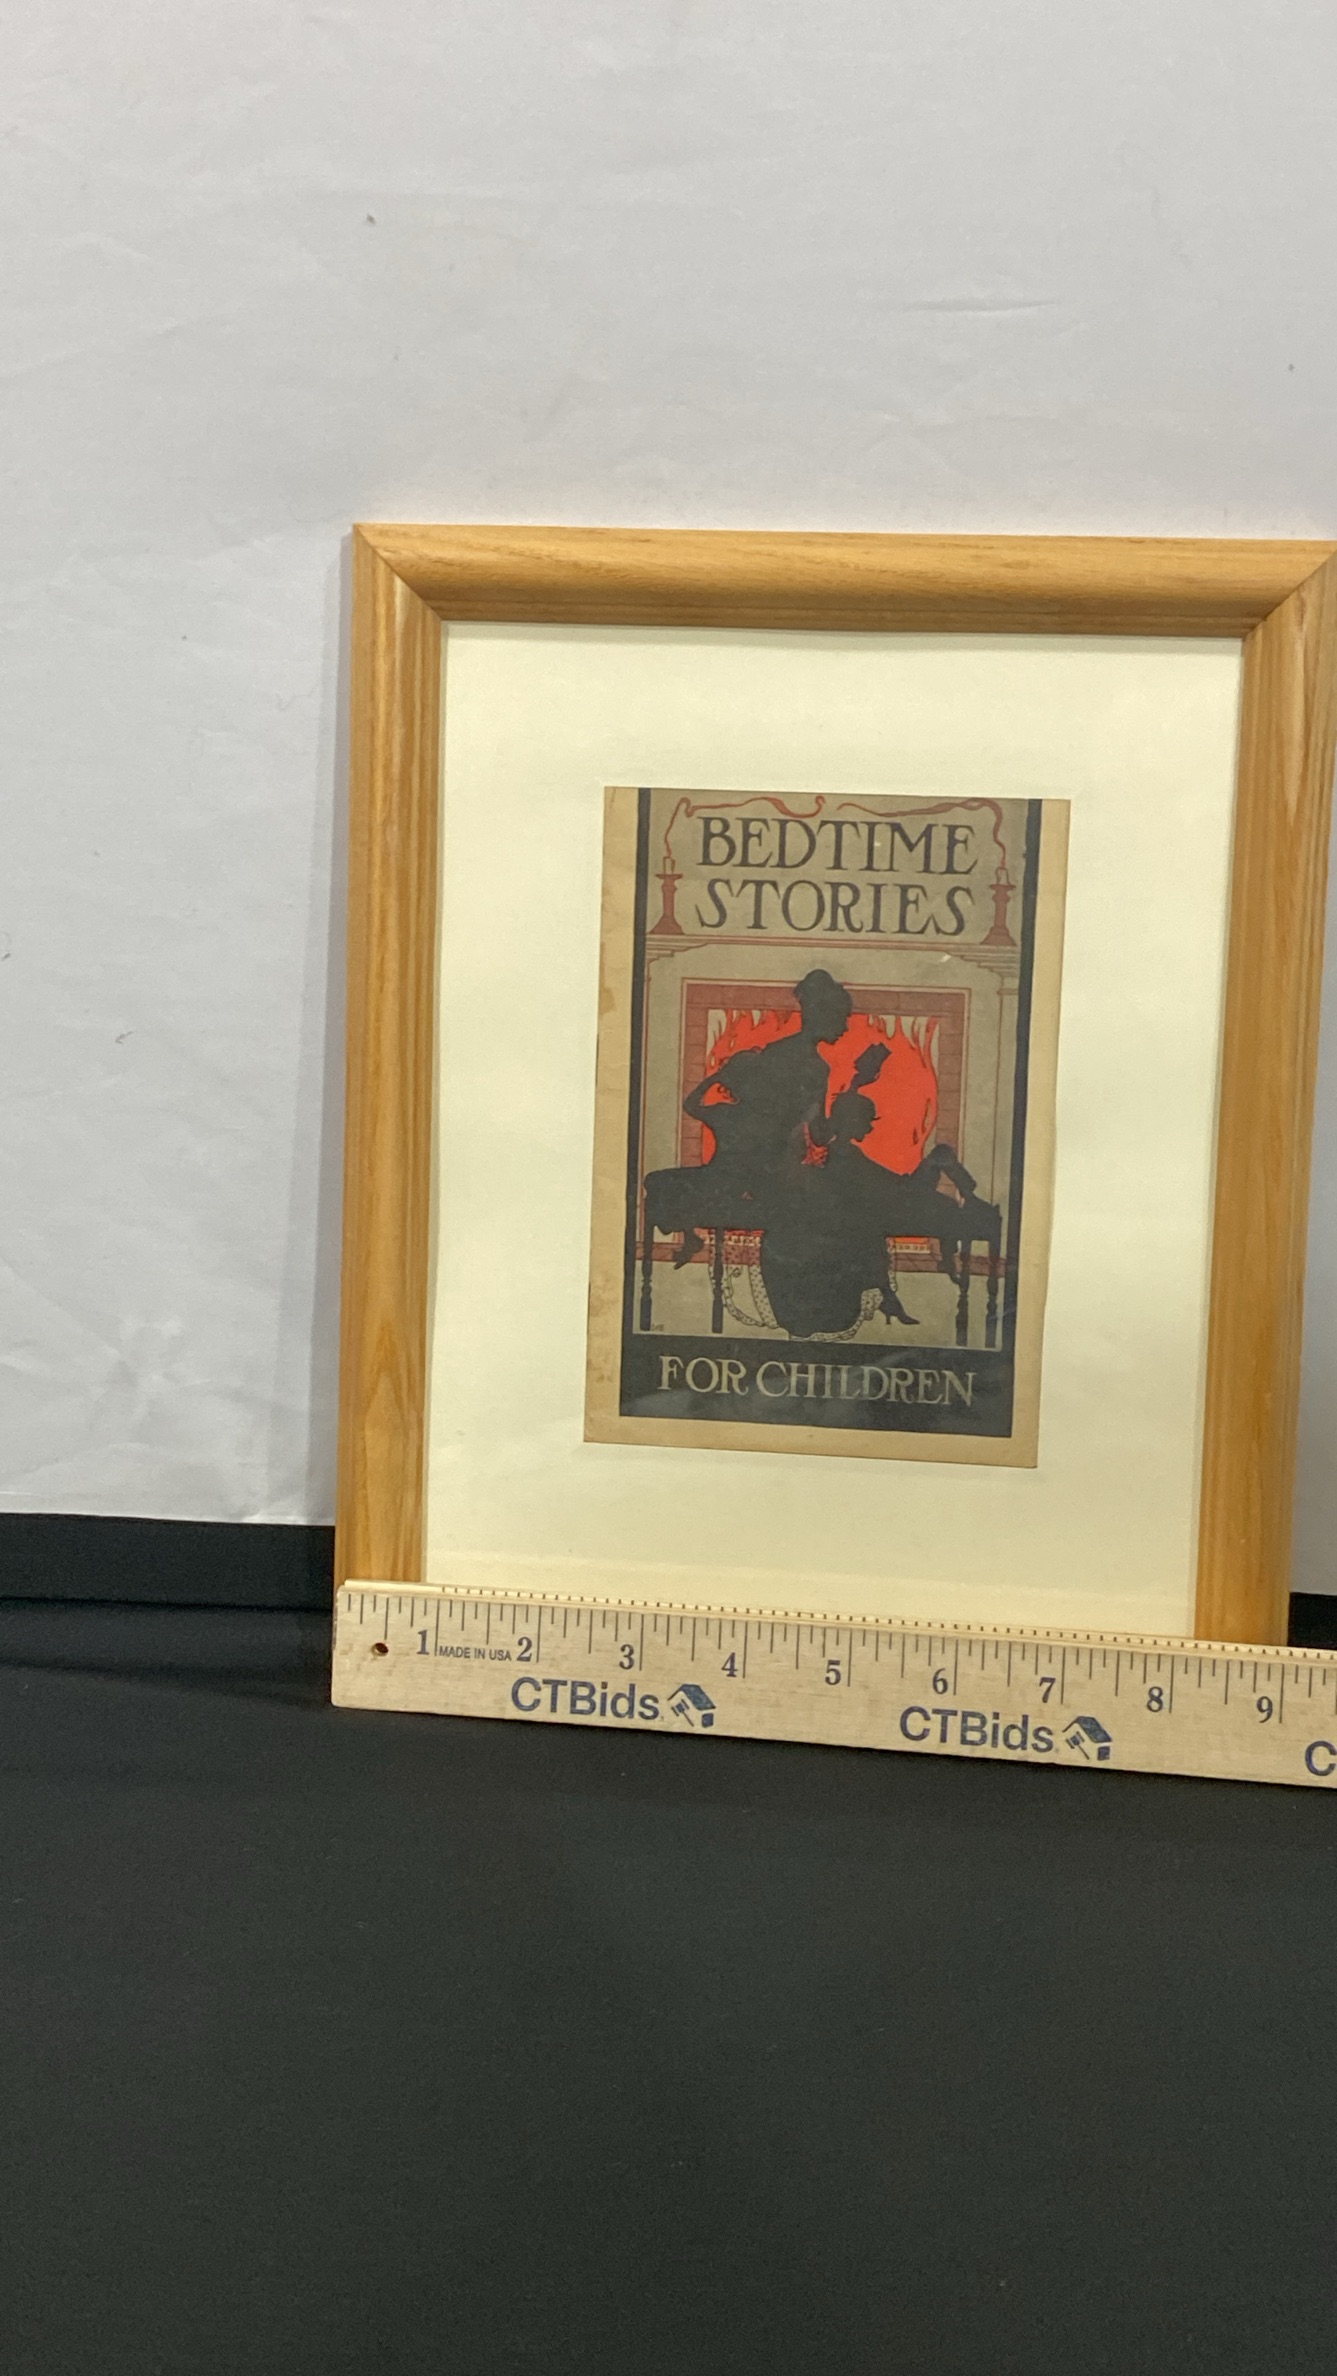 BEDTIME
STORIES
FOR CHILDREN
1 MADE IN USA 2 3 4 5 6 7 8 9
CTBids CTBids C